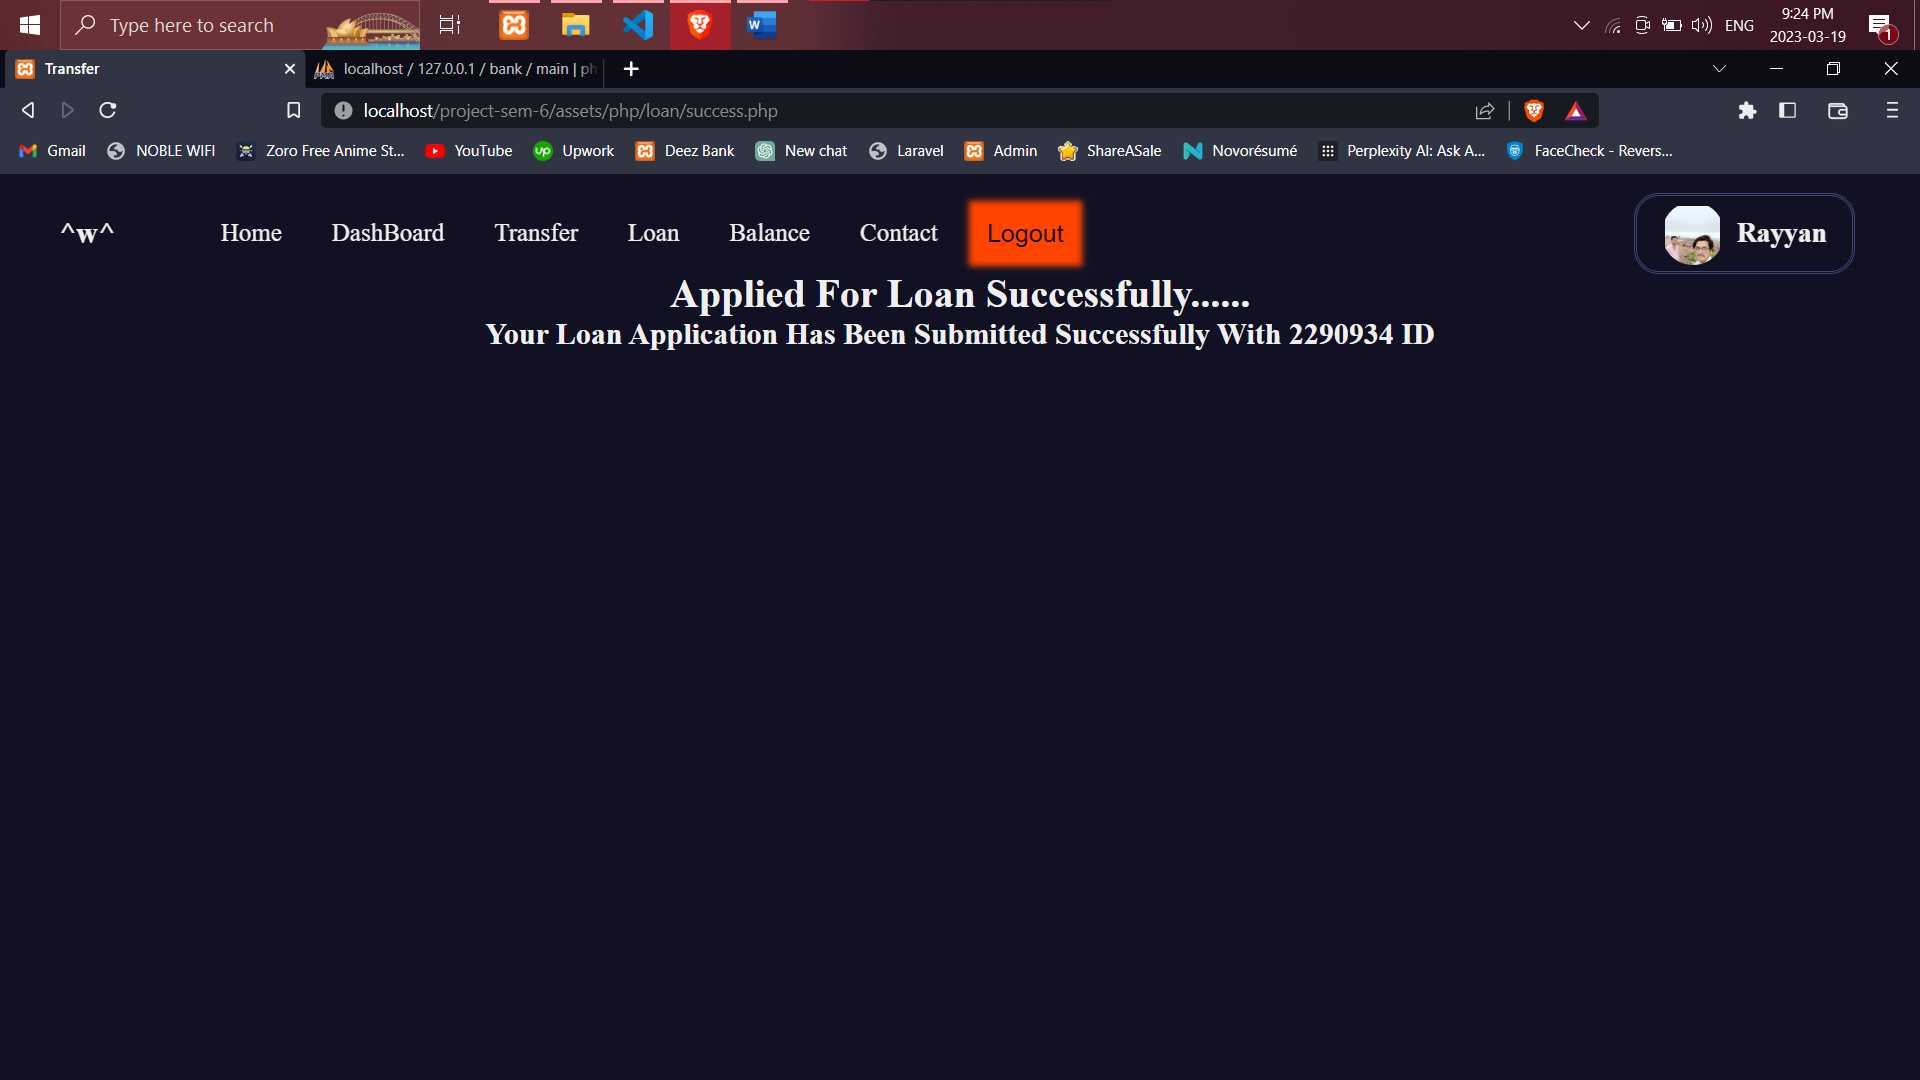 Type here to search
ENG
9:24 PM
2023-03-19
1
Transfer
localhost / 127.0.0.1 / bank / main | ph
localhost/project-sem-6/assets/php/loan/success.php
Gmail
NOBLE WIFI
Zoro Free Anime St...
YouTube
Upwork
Deez Bank
New chat
Laravel
Admin
ShareASale
Novorésumé
Perplexity AI: Ask A...
FaceCheck - Revers...
^w^
Home
DashBoard
Transfer
Loan
Balance
Contact
Logout
Rayyan
Applied For Loan Successfully......
Your Loan Application Has Been Submitted Successfully With 2290934 ID